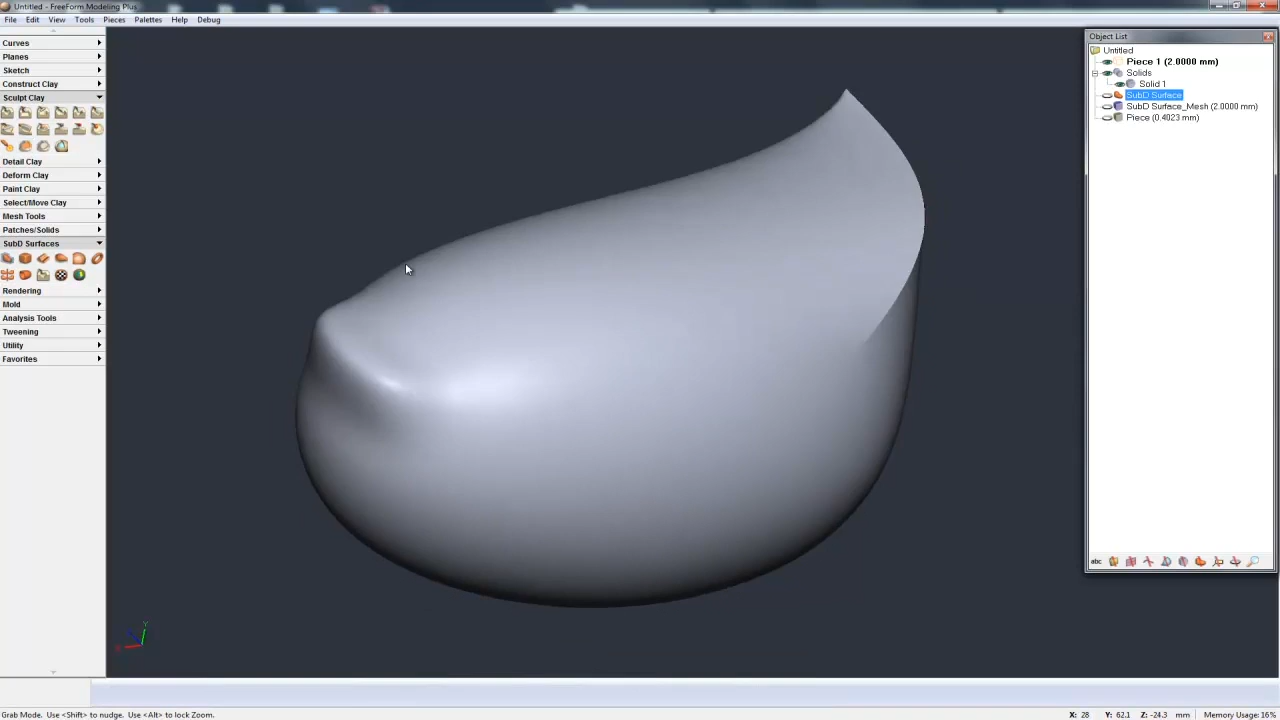 Untitled - FreeForm Modeling Plus
File Edit View Tools Pieces Palettes Help Debug
Curves
Planes
Sketch
Construct Clay
Sculpt Clay
Detail Clay
Deform Clay
Paint Clay
Select/Move Clay
Mesh Tools
Patches/Solids
SubD Surfaces
Rendering
Mold
Analysis Tools
Tweening
Utility
Favorites
Object List
Untitled
Piece 1 (2.0000 mm)
Solids
Solid 1
SubD Surface
SubD Surface_Mesh (2.0000 mm)
Piece (0.4023 mm)
abc
Y
X
Grab Mode. Use <Shift> to nudge. Use <Alt> to lock Zoom.
X: 28 Y: 62.1 Z: -24.3 mm Memory Usage: 16%